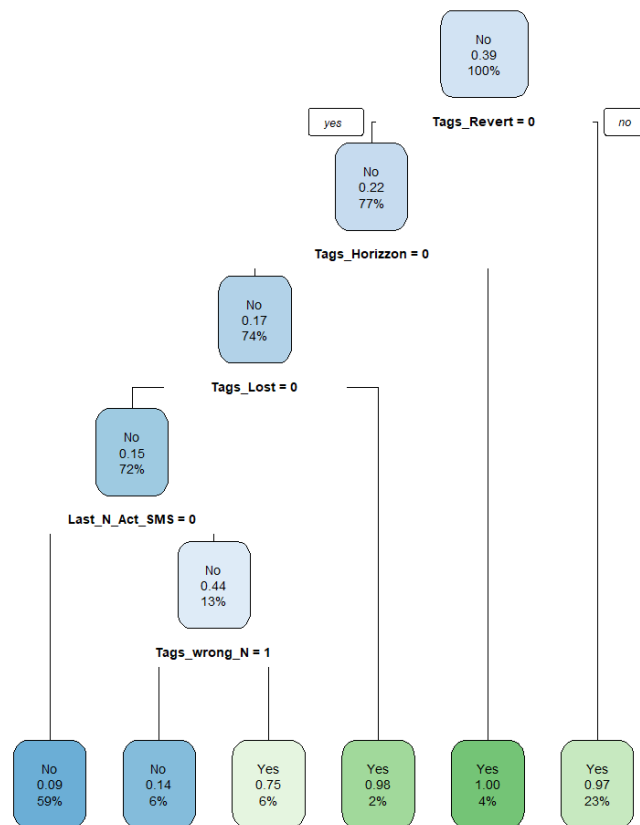 No
0.39
100%
yes
Tags_Revert = 0
no
No
0.22
77%
Tags_Horizzon = 0
No
0.17
74%
Tags_Lost = 0
No
0.15
72%
Last_N_Act_SMS = 0
No
0.44
13%
Tags_wrong_N = 1
No
0.09
59%
No
0.14
6%
Yes
0.75
6%
Yes
0.98
2%
Yes
1.00
4%
Yes
0.97
23%